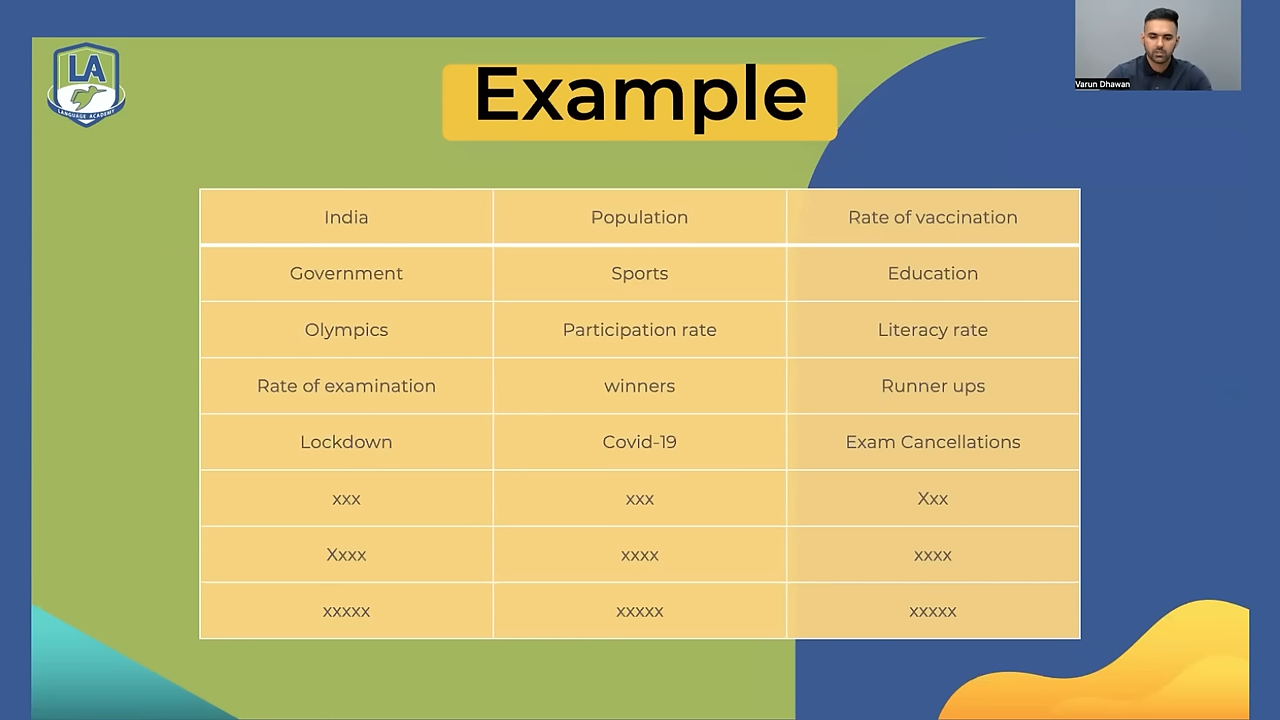 LA
LANGUAGE ACADEMY
Example
Varun Dhawan
India Population Rate of vaccination
Government Sports Education
Olympics Participation rate Literacy rate
Rate of examination winners Runner ups
Lockdown Covid-19 Exam Cancellations
xxx xxx Xxx
Xxxx xxxx xxxx
xxxxx xxxxx xxxxx